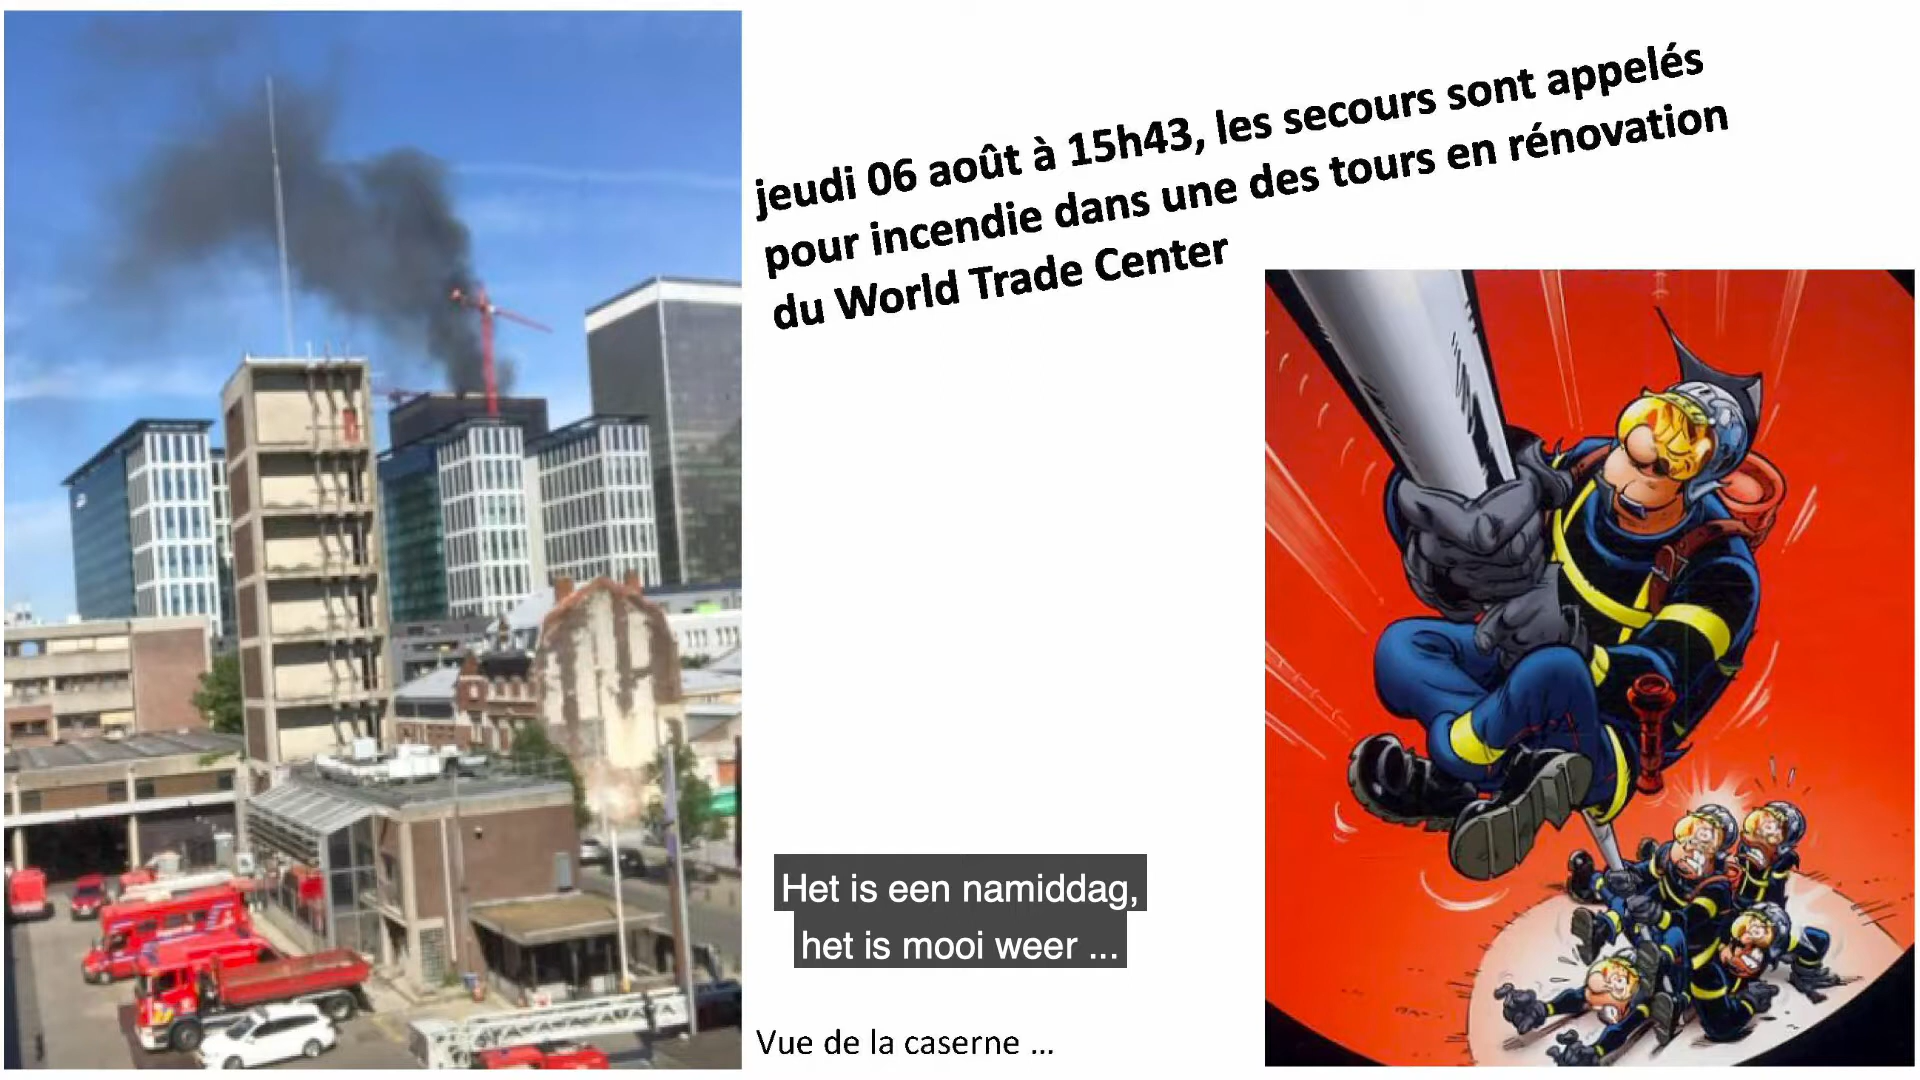 jeudi 06 août à 15h43, les secours sont appelés
pour incendie dans une des tours en rénovation
du World Trade Center
Het is een namiddag,
het is mooi weer ...
Vue de la caserne ...